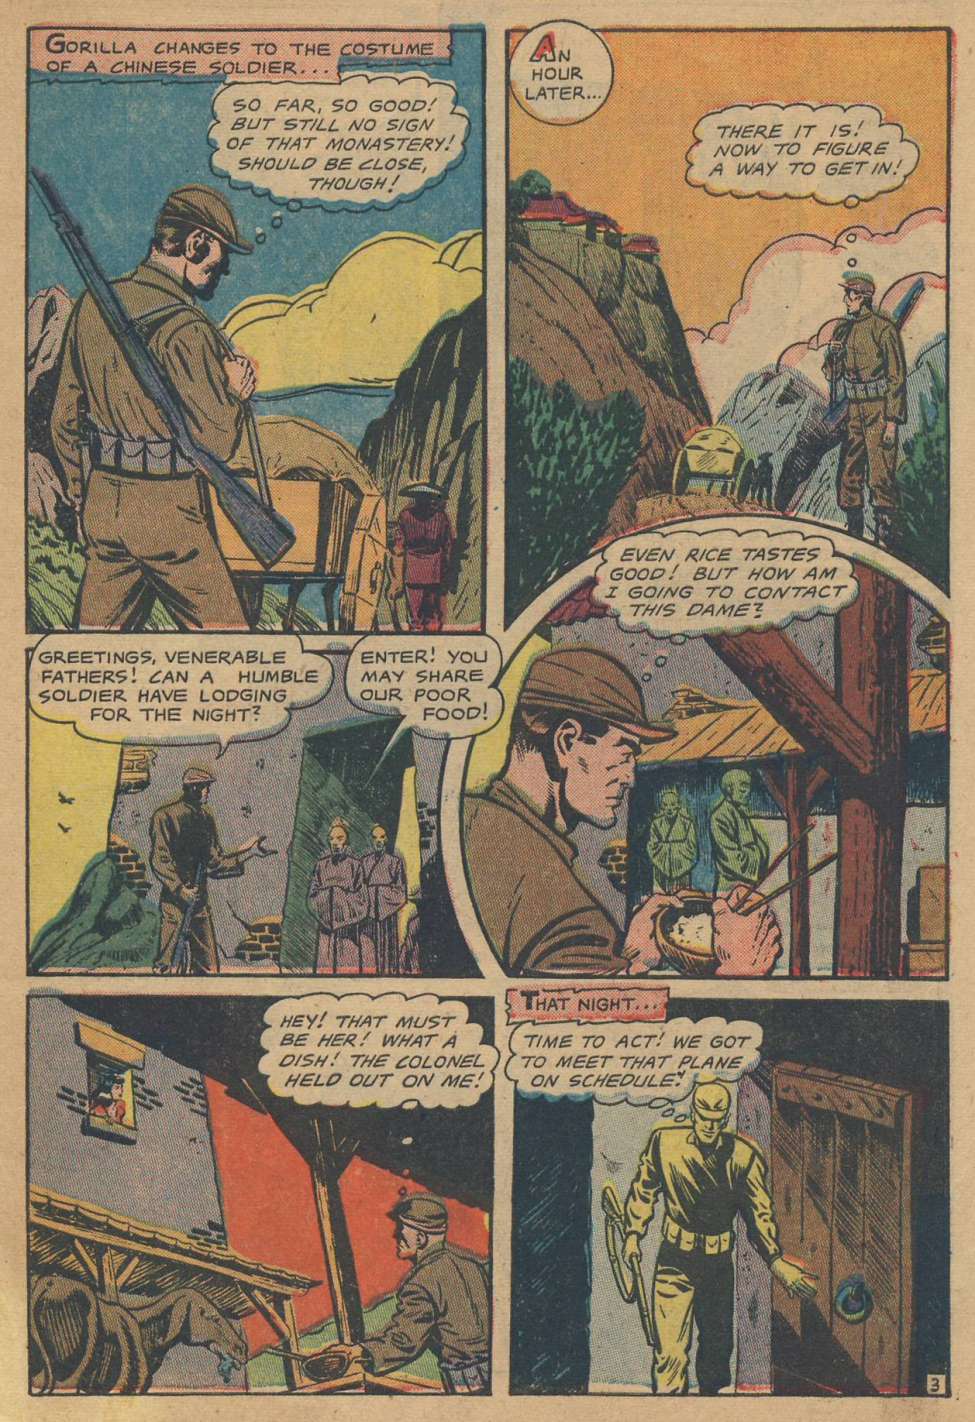 GORILLA CHANGES TO THE COSTUME
OF A CHINESE SOLDIER...
SO FAR, SO GOOD!
BUT STILL NO SIGN
OF THAT MONASTERY!
SHOULD BE CLOSE,
THOUGH!
AN
HOUR
LATER...
THERE IT IS!
NOW TO FIGURE
A WAY TO GET IN!
GREETINGS, VENERABLE
FATHERS! CAN A HUMBLE
SOLDIER HAVE LODGING
FOR THE NIGHT?
ENTER! YOU
MAY SHARE
OUR POOR
FOOD!
EVEN RICE TASTES
GOOD! BUT HOW AM
I GOING TO CONTACT
THIS DAME?
HEY! THAT MUST
BE HER! WHAT A
DISH! THE COLONEL
HELD OUT ON ME!
THAT NIGHT...
TIME TO ACT! WE GOT
TO MEET THAT PLANE
ON SCHEDULE!
3